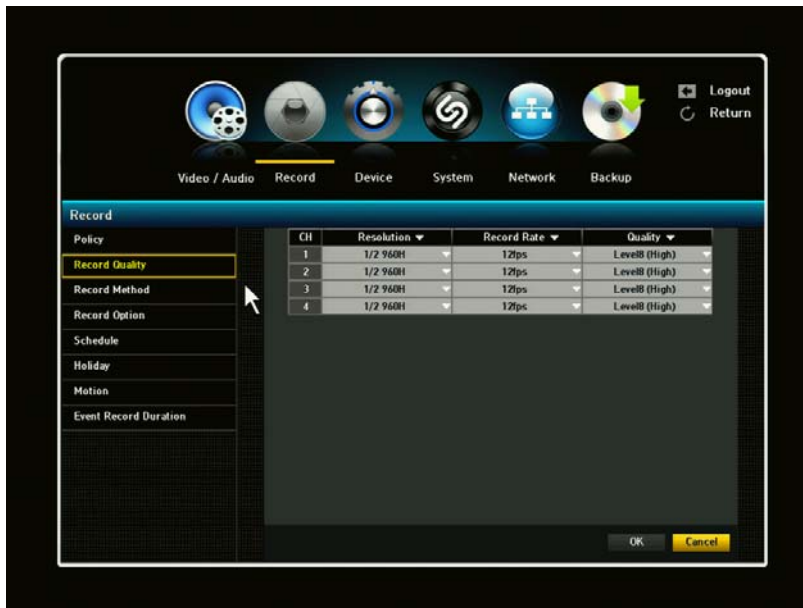 Logout
Return
Video / Audio Record Device System Network Backup
Record
Policy
Record Quality
Record Method
Record Option
Schedule
Holiday
Motion
Event Record Duration
CH Resolution Record Rate Quality
1 1/2 960H 12fps Level8 (High)
2 1/2 960H 12fps Level8 (High)
3 1/2 960H 12fps Level8 (High)
4 1/2 960H 12fps Level8 (High)
OK Cancel